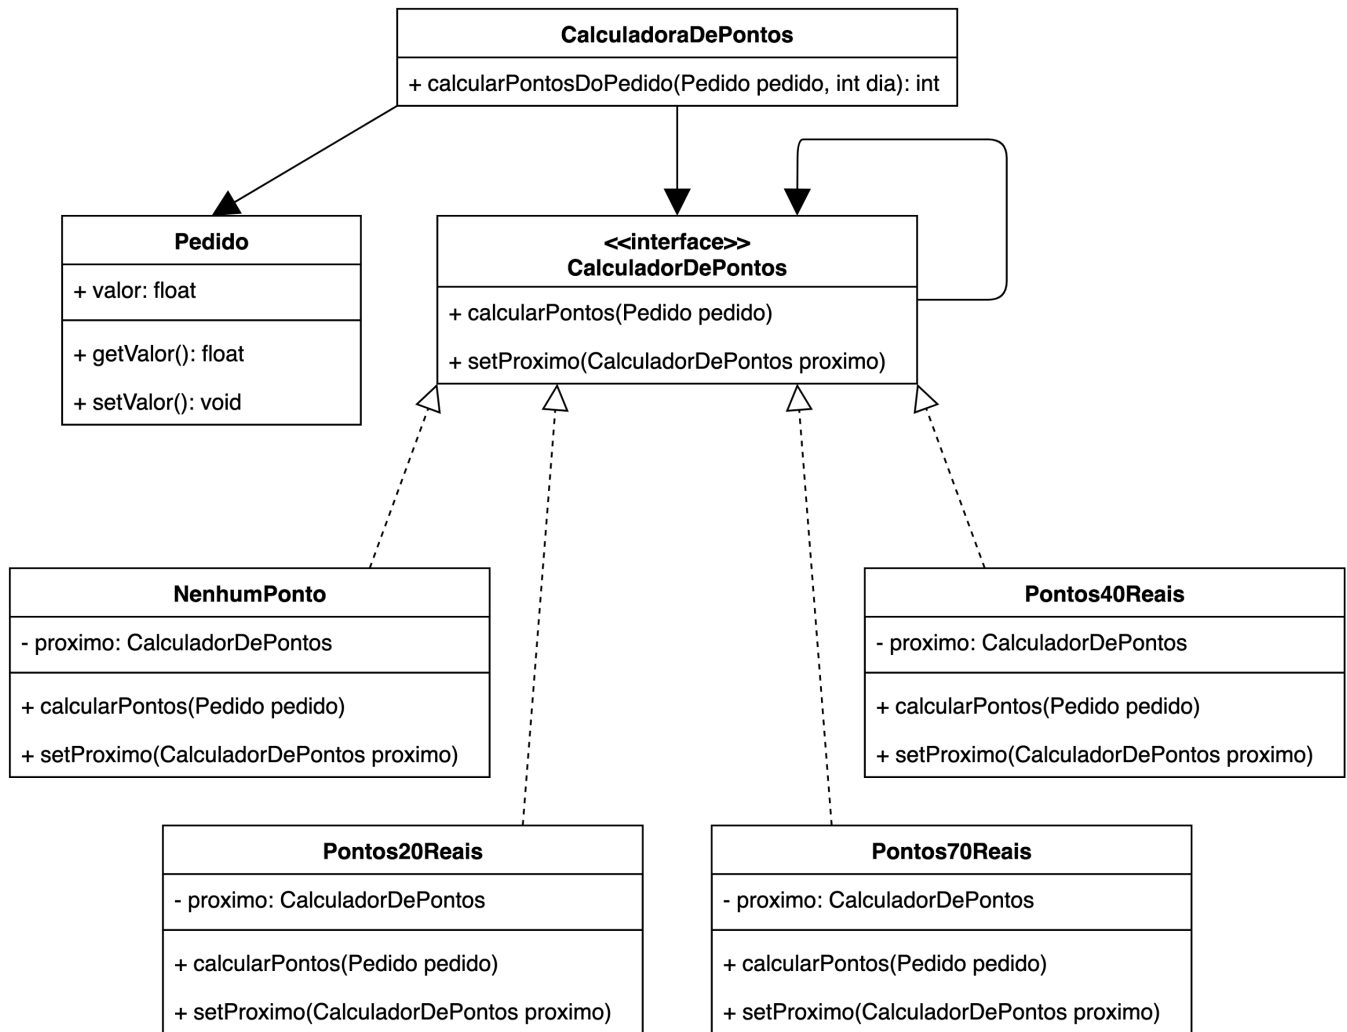 CalculadoraDePontos
+ calcularPontosDoPedido(Pedido pedido, int dia): int
Pedido
+ valor: float
+ getValor(): float
+ setValor(): void
<<interface>>
CalculadorDePontos
+ calcularPontos(Pedido pedido)
+ setProximo(CalculadorDePontos proximo)
NenhumPonto
- proximo: CalculadorDePontos
+ calcularPontos(Pedido pedido)
+ setProximo(CalculadorDePontos proximo)
Pontos40Reais
- proximo: CalculadorDePontos
+ calcularPontos(Pedido pedido)
+ setProximo(CalculadorDePontos proximo)
Pontos20Reais
- proximo: CalculadorDePontos
+ calcularPontos(Pedido pedido)
+ setProximo(CalculadorDePontos proximo)
Pontos70Reais
- proximo: CalculadorDePontos
+ calcularPontos(Pedido pedido)
+ setProximo(CalculadorDePontos proximo)